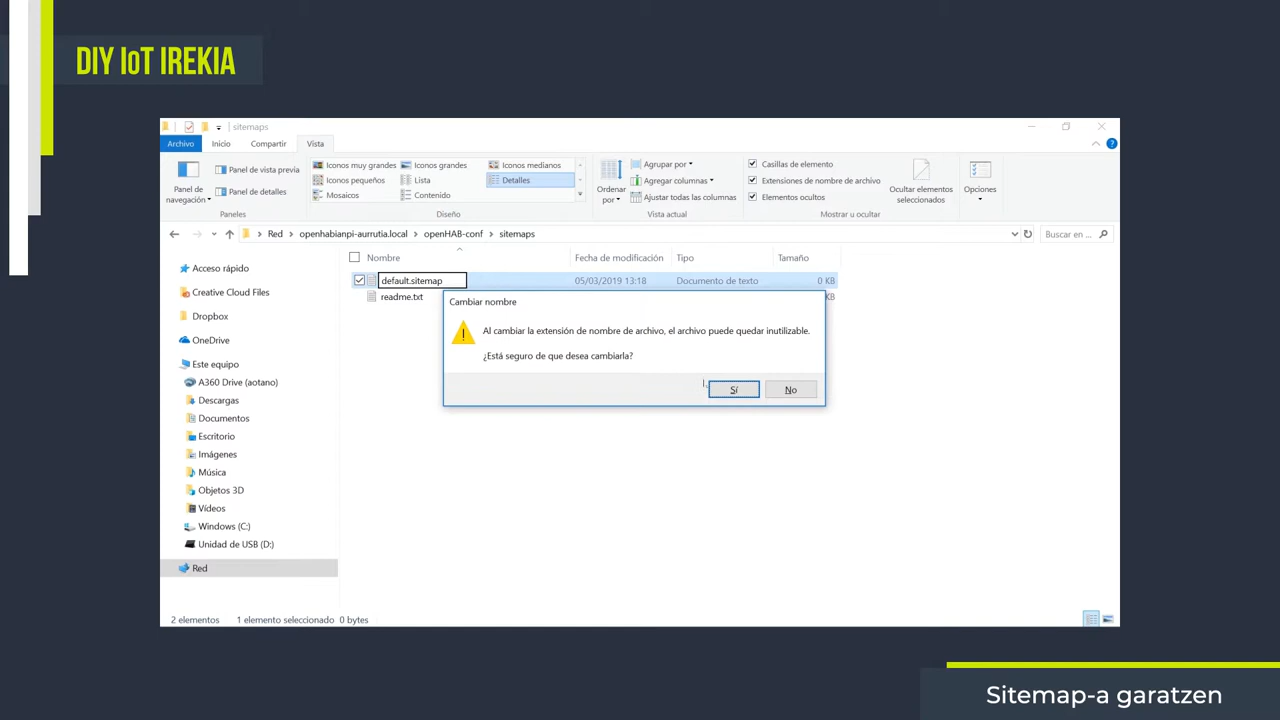 DIY IoT IREKIA
sitemaps
Archivo Inicio Compartir Vista
Panel de navegación
Panel de vista previa
Panel de detalles
Paneles
Iconos muy grandes Iconos grandes Iconos medianos
Iconos pequeños Lista Detalles
Mosaicos Contenido
Diseño
Ordenar por
Agrupar por
Agregar columnas
Ajustar todas las columnas
Vista actual
Casillas de elemento
Extensiones de nombre de archivo
Elementos ocultos
Ocultar elementos seleccionados
Mostrar u ocultar
Opciones
Red openhabianpi-aurrutia.local openHAB-conf sitemaps
Buscar en ...
Nombre Fecha de modificación Tipo Tamaño
default.sitemap 05/03/2019 13:18 Documento de texto 0 KB
readme.txt KB
Acceso rápido
Creative Cloud Files
Dropbox
OneDrive
Este equipo
A360 Drive (aotano)
Descargas
Documentos
Escritorio
Imágenes
Música
Objetos 3D
Vídeos
Windows (C:)
Unidad de USB (D:)
Red
Cambiar nombre
Al cambiar la extensión de nombre de archivo, el archivo puede quedar inutilizable.
¿Está seguro de que desea cambiarla?
Sí No
2 elementos 1 elemento seleccionado 0 bytes
Sitemap-a garatzen